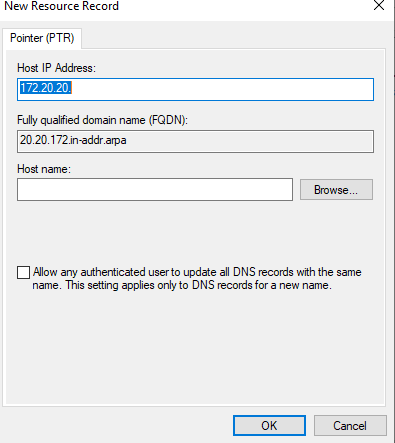 New Resource Record
Pointer (PTR)
Host IP Address:
172.20.20.
Fully qualified domain name (FQDN):
20.20.172.in-addr.arpa
Host name:
Browse...
Allow any authenticated user to update all DNS records with the same
name. This setting applies only to DNS records for a new name.
OK
Cancel